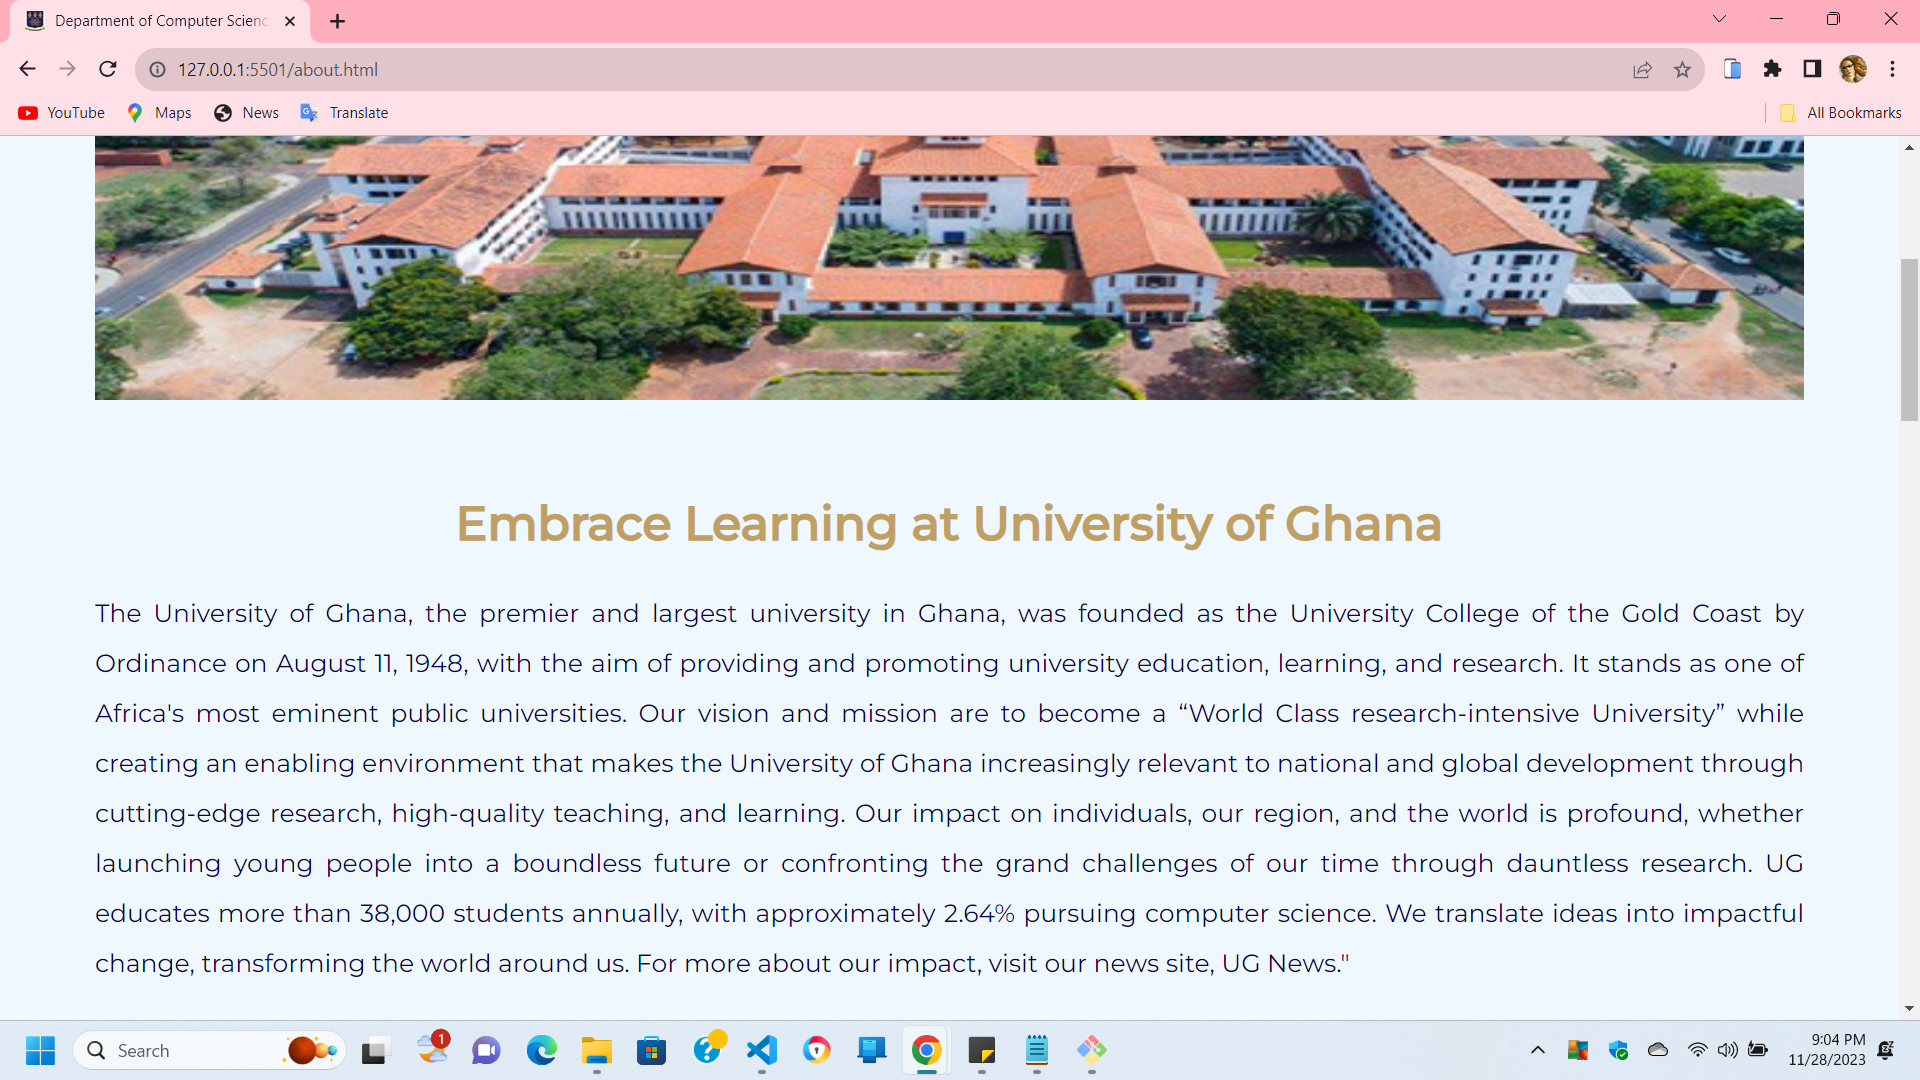 Department of Computer Scienc
127.0.0.1:5501/about.html
YouTube Maps News Translate All Bookmarks
Embrace Learning at University of Ghana
The University of Ghana, the premier and largest university in Ghana, was founded as the University College of the Gold Coast by
Ordinance on August 11, 1948, with the aim of providing and promoting university education, learning, and research. It stands as one of
Africa's most eminent public universities. Our vision and mission are to become a “World Class research-intensive University” while
creating an enabling environment that makes the University of Ghana increasingly relevant to national and global development through
cutting-edge research, high-quality teaching, and learning. Our impact on individuals, our region, and the world is profound, whether
launching young people into a boundless future or confronting the grand challenges of our time through dauntless research. UG
educates more than 38,000 students annually, with approximately 2.64% pursuing computer science. We translate ideas into impactful
change, transforming the world around us. For more about our impact, visit our news site, UG News."
Search
1
9:04 PM
11/28/2023